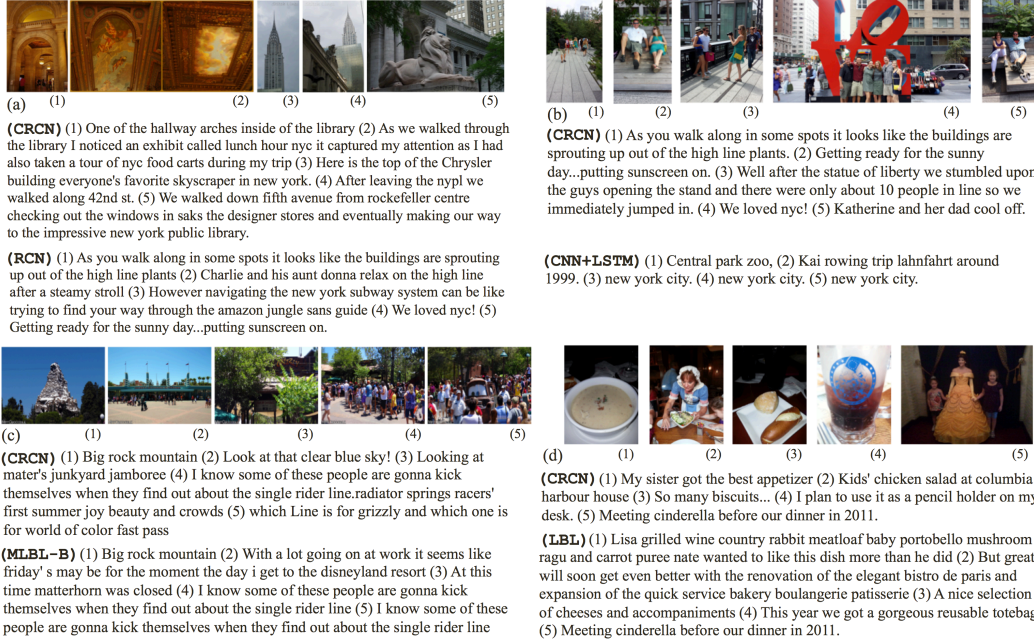 (a) (1) (2) (3) (4) (5)
(CRCN) (1) One of the hallway arches inside of the library (2) As we walked through
the library I noticed an exhibit called lunch hour nyc it captured my attention as I had
also taken a tour of nyc food carts during my trip (3) Here is the top of the Chrysler
building everyone's favorite skyscraper in new york. (4) After leaving the nypl we
walked along 42nd st. (5) We walked down fifth avenue from rockefeller centre
checking out the windows in saks the designer stores and eventually making our way
to the impressive new york public library.
(RCN) (1) As you walk along in some spots it looks like the buildings are sprouting
up out of the high line plants (2) Charlie and his aunt donna relax on the high line
after a steamy stroll (3) However navigating the new york subway system can be like
trying to find your way through the amazon jungle sans guide (4) We loved nyc! (5)
Getting ready for the sunny day...putting sunscreen on.
(b) (1) (2) (3) (4) (5)
(CRCN) (1) As you walk along in some spots it looks like the buildings are
sprouting up out of the high line plants. (2) Getting ready for the sunny
day...putting sunscreen on. (3) Well after the statue of liberty we stumbled upon
the guys opening the stand and there were only about 10 people in line so we
immediately jumped in. (4) We loved nyc! (5) Katherine and her dad cool off.
(CNN+LSTM) (1) Central park zoo, (2) Kai rowing trip lahnfahrt around
1999. (3) new york city. (4) new york city. (5) new york city.
(c) (1) (2) (3) (4) (5)
(CRCN) (1) Big rock mountain (2) Look at that clear blue sky! (3) Looking at
mater's junkyard jamboree (4) I know some of these people are gonna kick
themselves when they find out about the single rider line.radiator springs racers'
first summer joy beauty and crowds (5) which Line is for grizzly and which one is
for world of color fast pass
(MLBL-B) (1) Big rock mountain (2) With a lot going on at work it seems like
friday' s may be for the moment the day i get to the disneyland resort (3) At this
time matterhorn was closed (4) I know some of these people are gonna kick
themselves when they find out about the single rider line (5) I know some of these
people are gonna kick themselves when they find out about the single rider line
(d) (1) (2) (3) (4) (5)
(CRCN) (1) My sister got the best appetizer (2) Kids' chicken salad at columbia
harbour house (3) So many biscuits... (4) I plan to use it as a pencil holder on my
desk. (5) Meeting cinderella before our dinner in 2011.
(LBL) (1) Lisa grilled wine country rabbit meatloaf baby portobello mushroom
ragu and carrot puree nate wanted to like this dish more than he did (2) But great
will soon get even better with the renovation of the elegant bistro de paris and
expansion of the quick service bakery boulangerie patisserie (3) A nice selection
of cheeses and accompaniments (4) This year we got a gorgeous reusable totebag
(5) Meeting cinderella before our dinner in 2011.